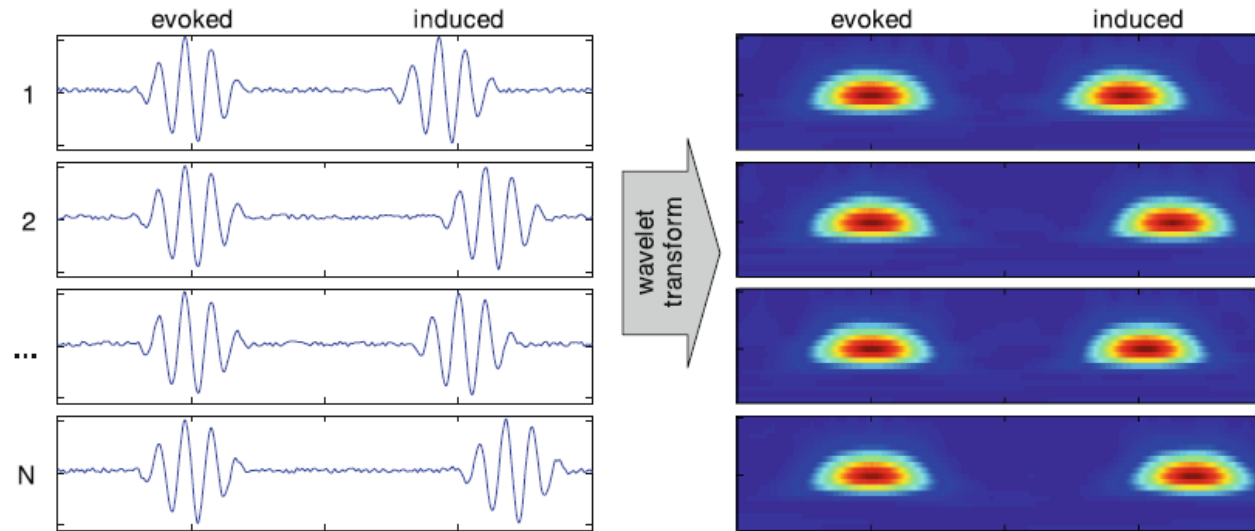 evoked induced
evoked induced
1
2
wavelet
transform
...
N